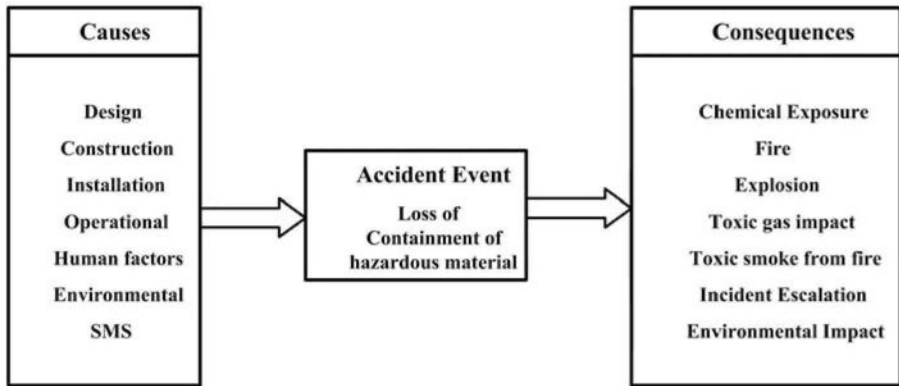 Causes
Design
Construction
Installation
Operational
Human factors
Environmental
SMS
Accident Event
Loss of
Containment of
hazardous material
Consequences
Chemical Exposure
Fire
Explosion
Toxic gas impact
Toxic smoke from fire
Incident Escalation
Environmental Impact